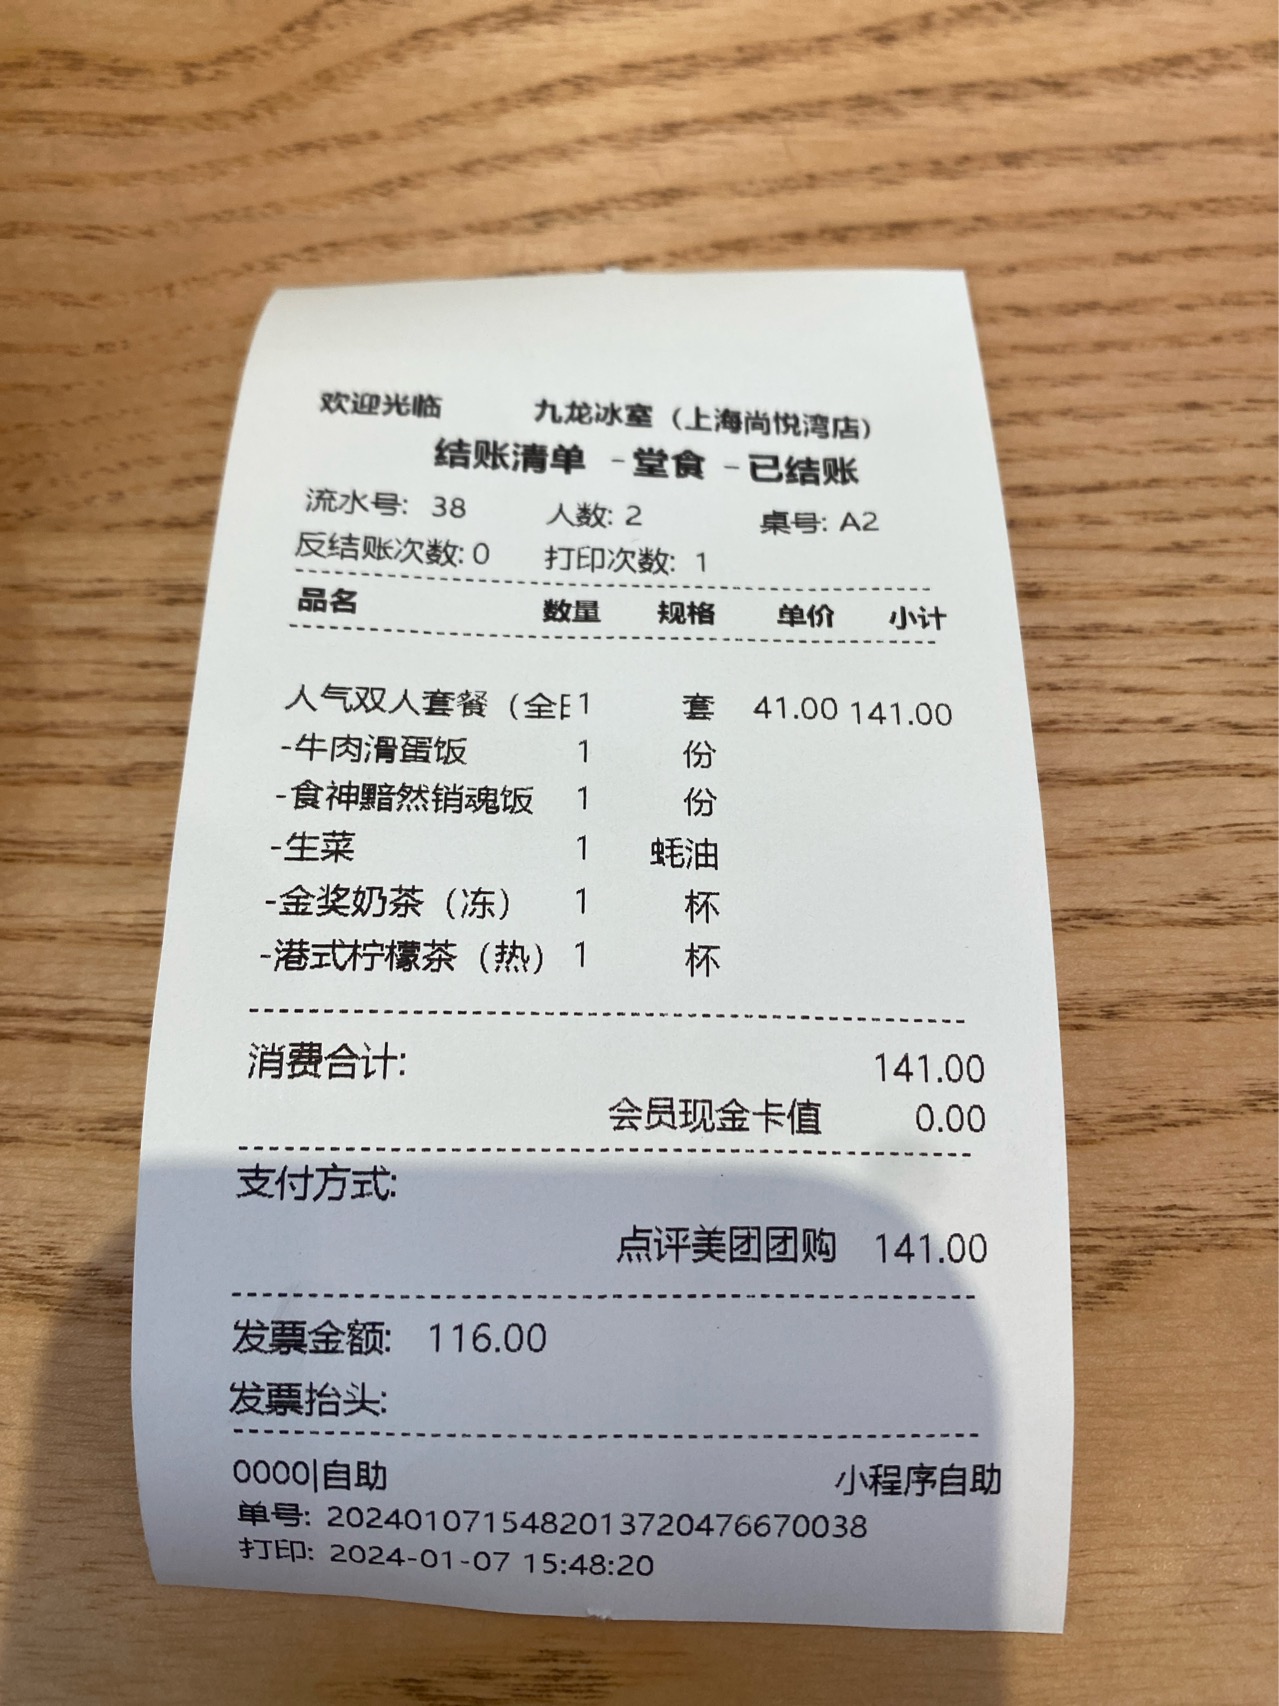 欢迎光临 九龙冰室（上海尚悦湾店）
结账清单 -堂食 -已结账
流水号: 38 人数: 2 桌号: A2
反结账次数: 0 打印次数: 1
品名 数量 规格 单价 小计
人气双人套餐（全日 1 套 41.00 141.00
-牛肉滑蛋饭 1 份
-食神黯然销魂饭 1 份
-生菜 1 蚝油
-金奖奶茶（冻） 1 杯
-港式柠檬茶（热） 1 杯
消费合计: 141.00
会员现金卡值 0.00
支付方式:
点评美团团购 141.00
发票金额: 116.00
发票抬头:
0000|自助 小程序自助
单号: 2024010715482013720476670038
打印: 2024-01-07 15:48:20